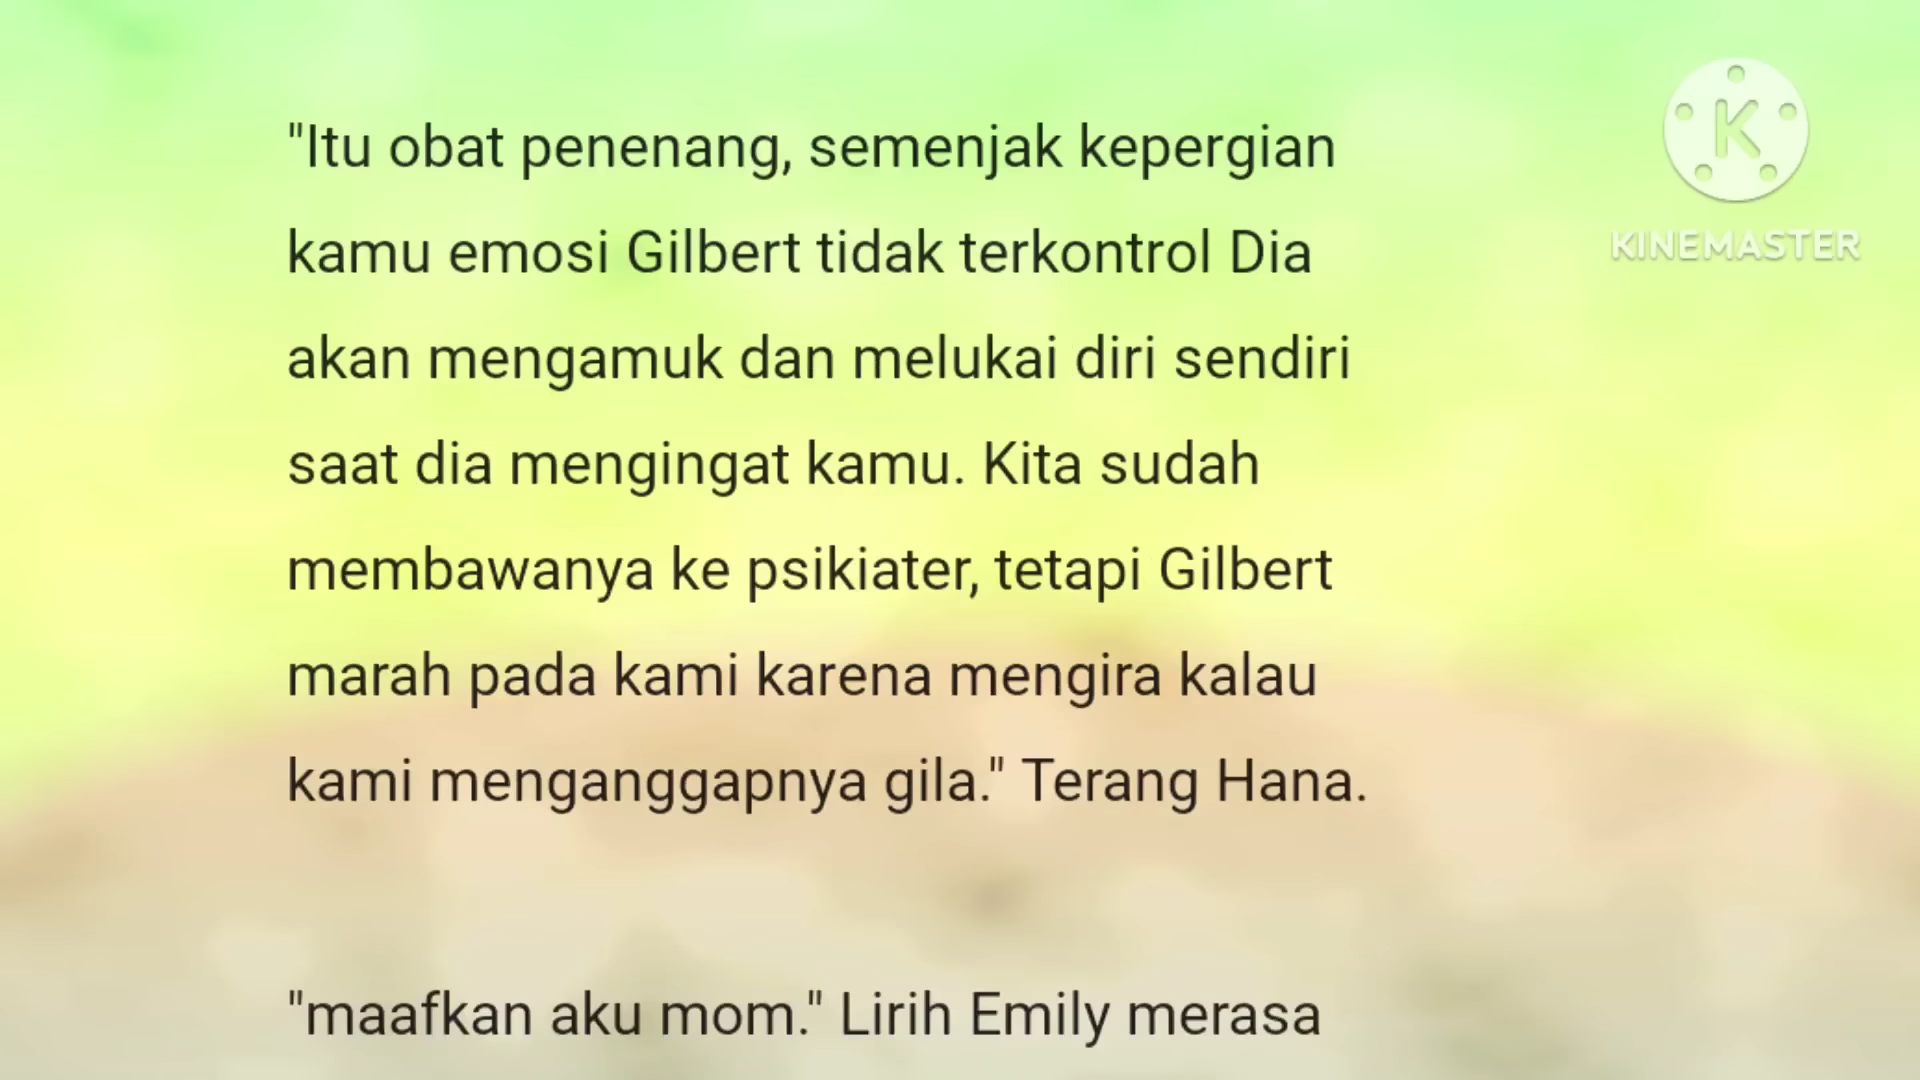 "Itu obat penenang, semenjak kepergian
kamu emosi Gilbert tidak terkontrol Dia
akan mengamuk dan melukai diri sendiri
saat dia mengingat kamu. Kita sudah
membawanya ke psikiater, tetapi Gilbert
marah pada kami karena mengira kalau
kami menganggapnya gila." Terang Hana.
"maafkan aku mom." Lirih Emily merasa
K
KINEMASTER